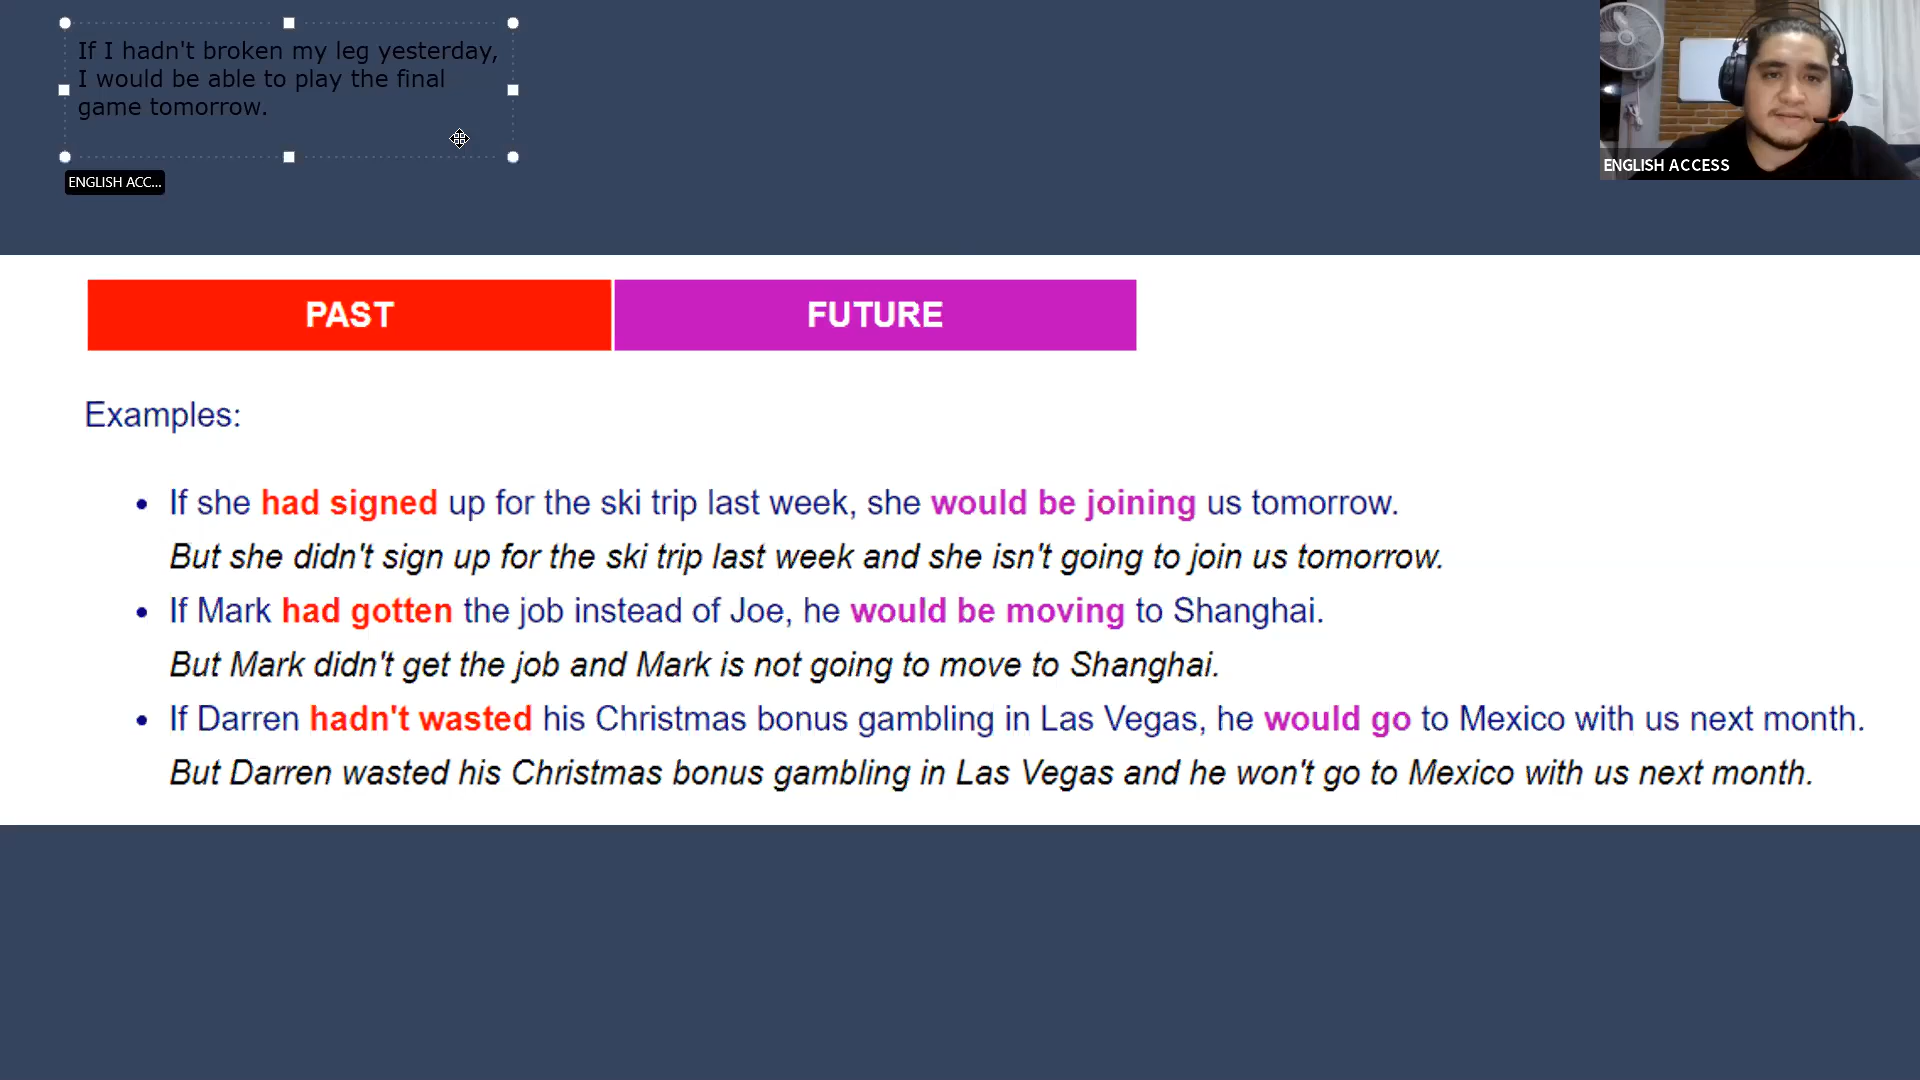 If I hadn't broken my leg yesterday,
I would be able to play the final
game tomorrow.
ENGLISH ACC...
ENGLISH ACCESS
PAST
FUTURE
Examples:
• If she had signed up for the ski trip last week, she would be joining us tomorrow.
But she didn't sign up for the ski trip last week and she isn't going to join us tomorrow.
• If Mark had gotten the job instead of Joe, he would be moving to Shanghai.
But Mark didn't get the job and Mark is not going to move to Shanghai.
• If Darren hadn't wasted his Christmas bonus gambling in Las Vegas, he would go to Mexico with us next month.
But Darren wasted his Christmas bonus gambling in Las Vegas and he won't go to Mexico with us next month.